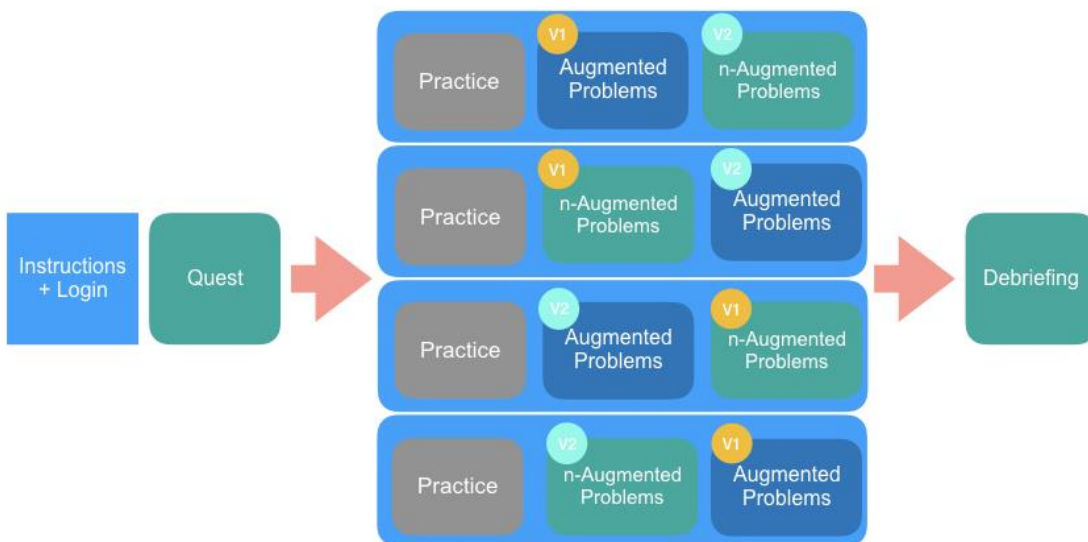 Instructions
+ Login
Quest
Practice
V1
Augmented
Problems
V2
n-Augmented
Problems
Practice
V1
n-Augmented
Problems
V2
Augmented
Problems
Practice
V2
Augmented
Problems
V1
n-Augmented
Problems
Practice
V2
n-Augmented
Problems
V1
Augmented
Problems
Debriefing